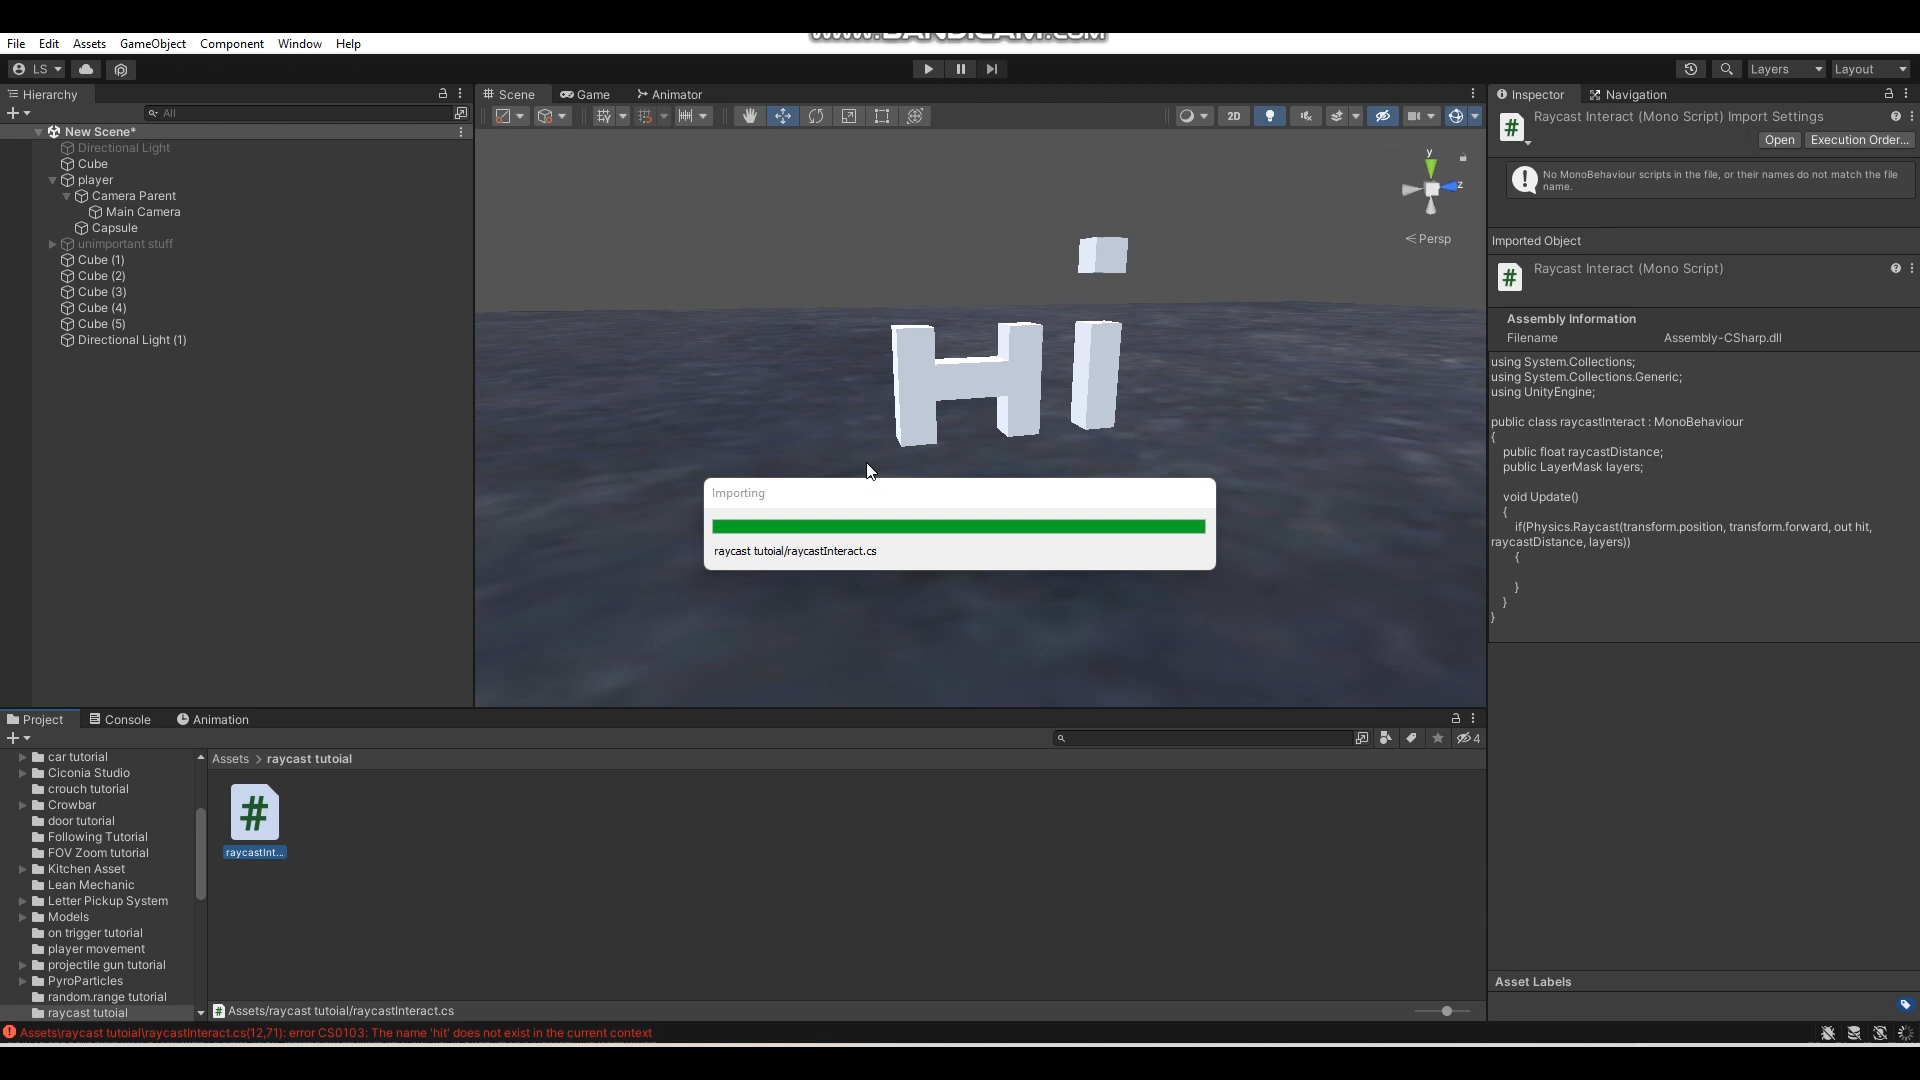 www.BANDICAM.com
File Edit Assets GameObject Component Window Help
LS
Layers Layout
Hierarchy
All
New Scene*
Directional Light
Cube
player
Camera Parent
Main Camera
Capsule
unimportant stuff
Cube (1)
Cube (2)
Cube (3)
Cube (4)
Cube (5)
Directional Light (1)
Scene Game Animator
2D
y
z
Persp
HI
Importing
raycast tutoial/raycastInteract.cs
Inspector Navigation
Raycast Interact (Mono Script) Import Settings
Open Execution Order...
No MonoBehaviour scripts in the file, or their names do not match the file
name.
Imported Object
Raycast Interact (Mono Script)
Assembly Information
Filename Assembly-CSharp.dll
using System.Collections;
using System.Collections.Generic;
using UnityEngine;
public class raycastInteract : MonoBehaviour
{
public float raycastDistance;
public LayerMask layers;
void Update()
{
if(Physics.Raycast(transform.position, transform.forward, out hit,
raycastDistance, layers))
{
}
}
}
Asset Labels
Project Console Animation
4
car tutorial
Ciconia Studio
crouch tutorial
Crowbar
door tutorial
Following Tutorial
FOV Zoom tutorial
Kitchen Asset
Lean Mechanic
Letter Pickup System
Models
on trigger tutorial
player movement
projectile gun tutorial
PyroParticles
random.range tutorial
raycast tutoial
Assets > raycast tutoial
#
raycastInt...
Assets/raycast tutoial/raycastInteract.cs
Assets\raycast tutoial\raycastInteract.cs(12,71): error CS0103: The name 'hit' does not exist in the current context